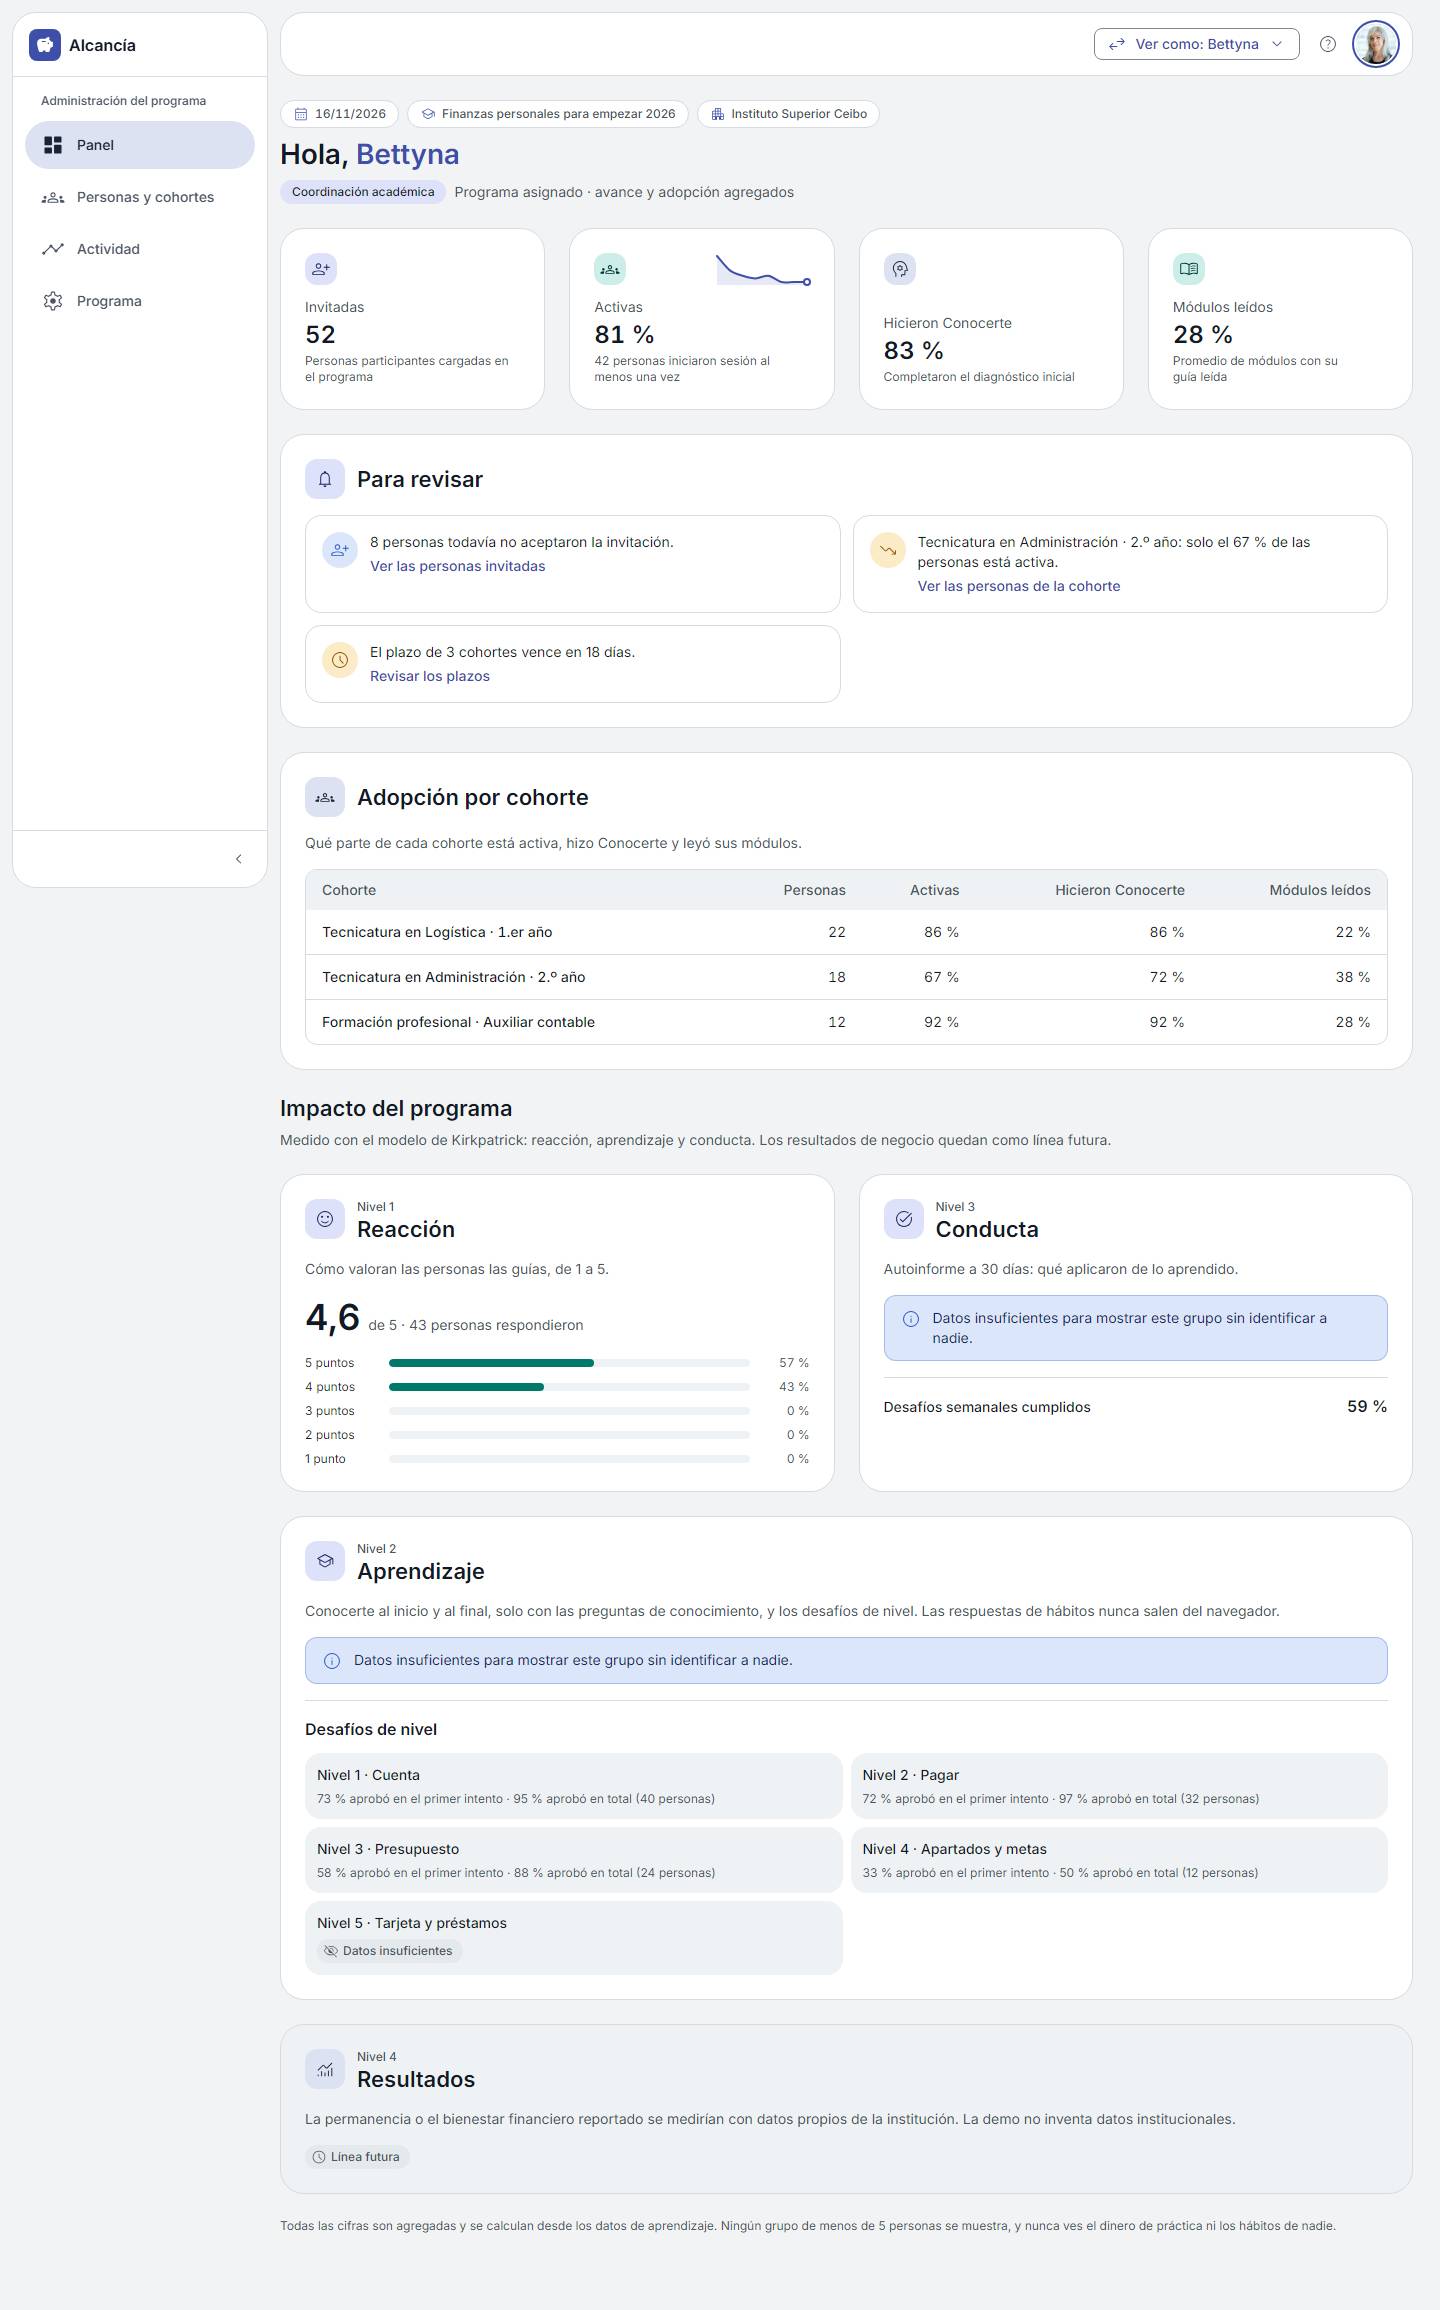 Alcancía
Ver como: Bettyna
Administración del programa
Panel
Personas y cohortes
Actividad
Programa
16/11/2026
Finanzas personales para empezar 2026
Instituto Superior Ceibo
Hola, Bettyna
Coordinación académica
Programa asignado · avance y adopción agregados
Invitadas
52
Personas participantes cargadas en
el programa
Activas
81 %
42 personas iniciaron sesión al
menos una vez
Hicieron Conocerte
83 %
Completaron el diagnóstico inicial
Módulos leídos
28 %
Promedio de módulos con su
guía leída
Para revisar
8 personas todavía no aceptaron la invitación.
Ver las personas invitadas
Tecnicatura en Administración · 2.º año: solo el 67 % de las
personas está activa.
Ver las personas de la cohorte
El plazo de 3 cohortes vence en 18 días.
Revisar los plazos
Adopción por cohorte
Qué parte de cada cohorte está activa, hizo Conocerte y leyó sus módulos.
Cohorte Personas Activas Hicieron Conocerte Módulos leídos
Tecnicatura en Logística · 1.er año 22 86 % 86 % 22 %
Tecnicatura en Administración · 2.º año 18 67 % 72 % 38 %
Formación profesional · Auxiliar contable 12 92 % 92 % 28 %
Impacto del programa
Medido con el modelo de Kirkpatrick: reacción, aprendizaje y conducta. Los resultados de negocio quedan como línea futura.
Nivel 1
Reacción
Cómo valoran las personas las guías, de 1 a 5.
4,6 de 5 · 43 personas respondieron
5 puntos 57 %
4 puntos 43 %
3 puntos 0 %
2 puntos 0 %
1 punto 0 %
Nivel 3
Conducta
Autoinforme a 30 días: qué aplicaron de lo aprendido.
Datos insuficientes para mostrar este grupo sin identificar a
nadie.
Desafíos semanales cumplidos 59 %
Nivel 2
Aprendizaje
Conocerte al inicio y al final, solo con las preguntas de conocimiento, y los desafíos de nivel. Las respuestas de hábitos nunca salen del navegador.
Datos insuficientes para mostrar este grupo sin identificar a nadie.
Desafíos de nivel
Nivel 1 · Cuenta
73 % aprobó en el primer intento · 95 % aprobó en total (40 personas)
Nivel 2 · Pagar
72 % aprobó en el primer intento · 97 % aprobó en total (32 personas)
Nivel 3 · Presupuesto
58 % aprobó en el primer intento · 88 % aprobó en total (24 personas)
Nivel 4 · Apartados y metas
33 % aprobó en el primer intento · 50 % aprobó en total (12 personas)
Nivel 5 · Tarjeta y préstamos
Datos insuficientes
Nivel 4
Resultados
La permanencia o el bienestar financiero reportado se medirían con datos propios de la institución. La demo no inventa datos institucionales.
Línea futura
Todas las cifras son agregadas y se calculan desde los datos de aprendizaje. Ningún grupo de menos de 5 personas se muestra, y nunca ves el dinero de práctica ni los hábitos de nadie.